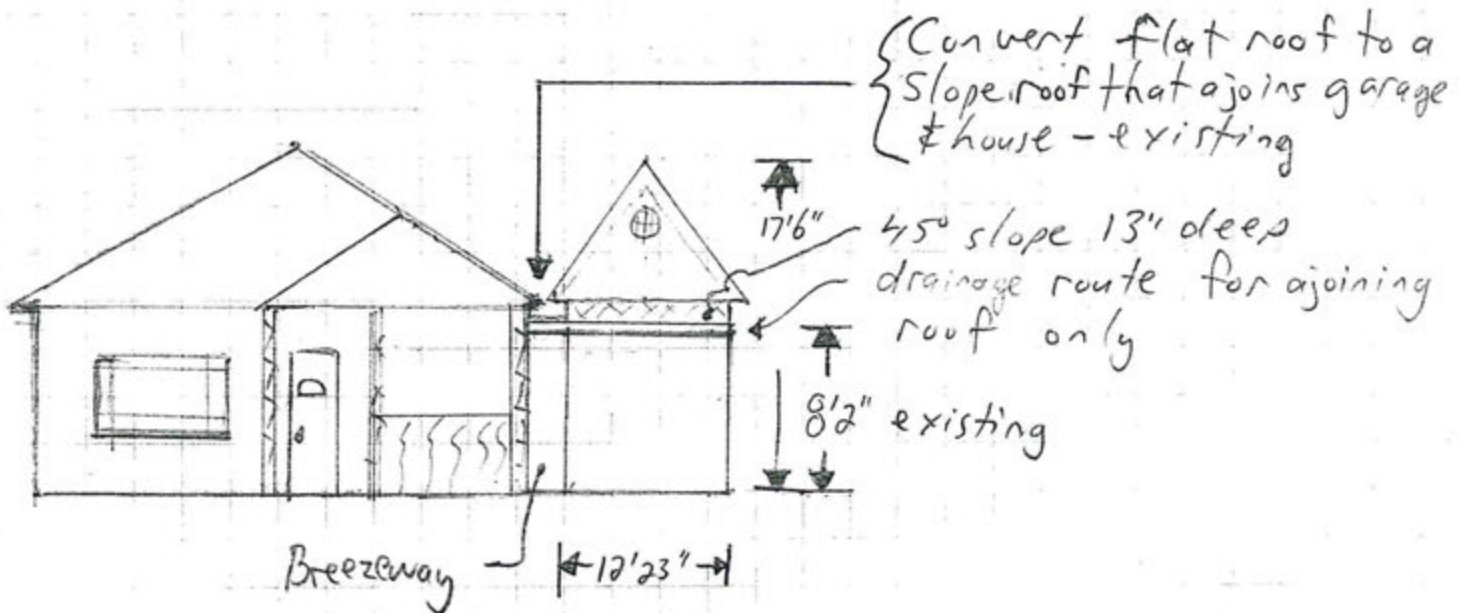 Convert flat roof to a
Slope roof that ajoins garage
& house - existing
17'6"
45° slope 13" deep
drainage route for ajoining
roof only
8'2" existing
Breezeway
12'23"